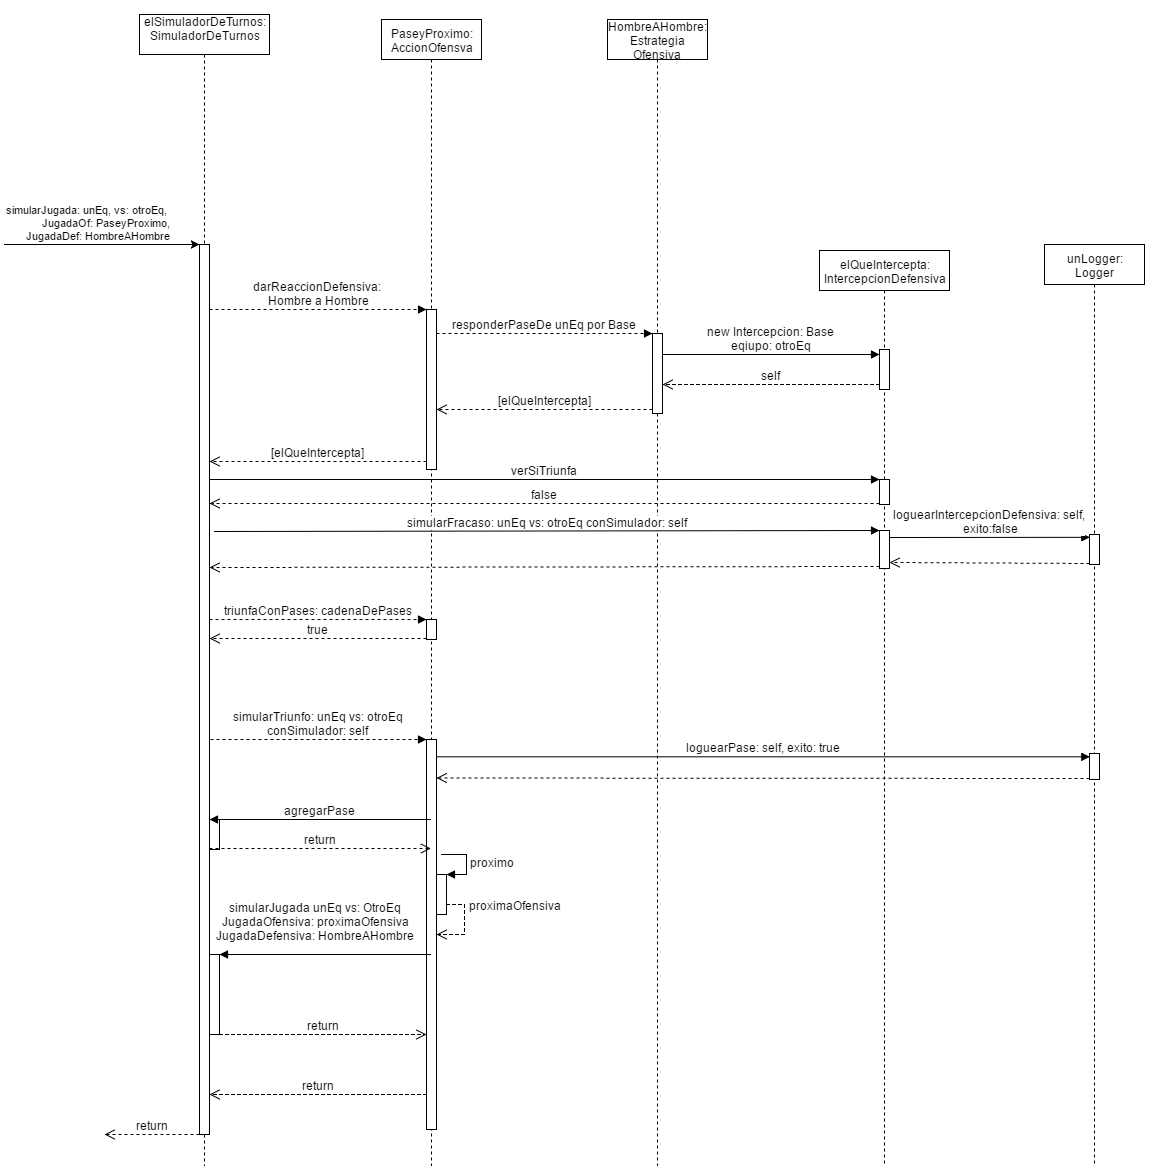 elSimuladorDeTurnos:
SimuladorDeTurnos
PaseyProximo:
AccionOfensva
HombreAHombre:
Estrategia
Ofensiva
simularJugada: unEq, vs: otroEq,
JugadaOf: PaseyProximo,
JugadaDef: HombreAHombre
elQueIntercepta:
IntercepcionDefensiva
unLogger:
Logger
darReaccionDefensiva:
Hombre a Hombre
responderPaseDe unEq por Base
new Intercepcion: Base
eqiupo: otroEq
self
[elQueIntercepta]
[elQueIntercepta]
verSiTriunfa
false
simularFracaso: unEq vs: otroEq conSimulador: self
loguearIntercepcionDefensiva: self,
exito:false
triunfaConPases: cadenaDePases
true
simularTriunfo: unEq vs: otroEq
conSimulador: self
loguearPase: self, exito: true
agregarPase
return
proximo
proximaOfensiva
simularJugada unEq vs: OtroEq
JugadaOfensiva: proximaOfensiva
JugadaDefensiva: HombreAHombre
return
return
return